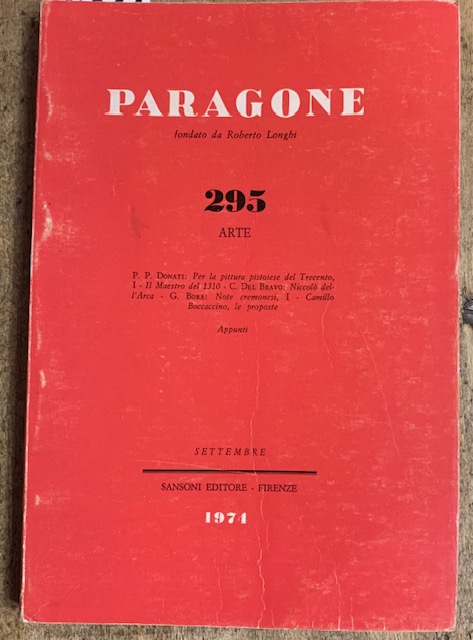 PARAGONE
fondato da Roberto Longhi
295
ARTE
P. P. DONATI: Per la pittura pistoiese del Trecento,
I - Il Maestro del 1310 - C. DEL BRAVO: Niccolò del-
l'Arca - G. BORA: Note cremonesi, I - Camillo
Boccaccino, le proposte
Appunti
SETTEMBRE
SANSONI EDITORE - FIRENZE
1974